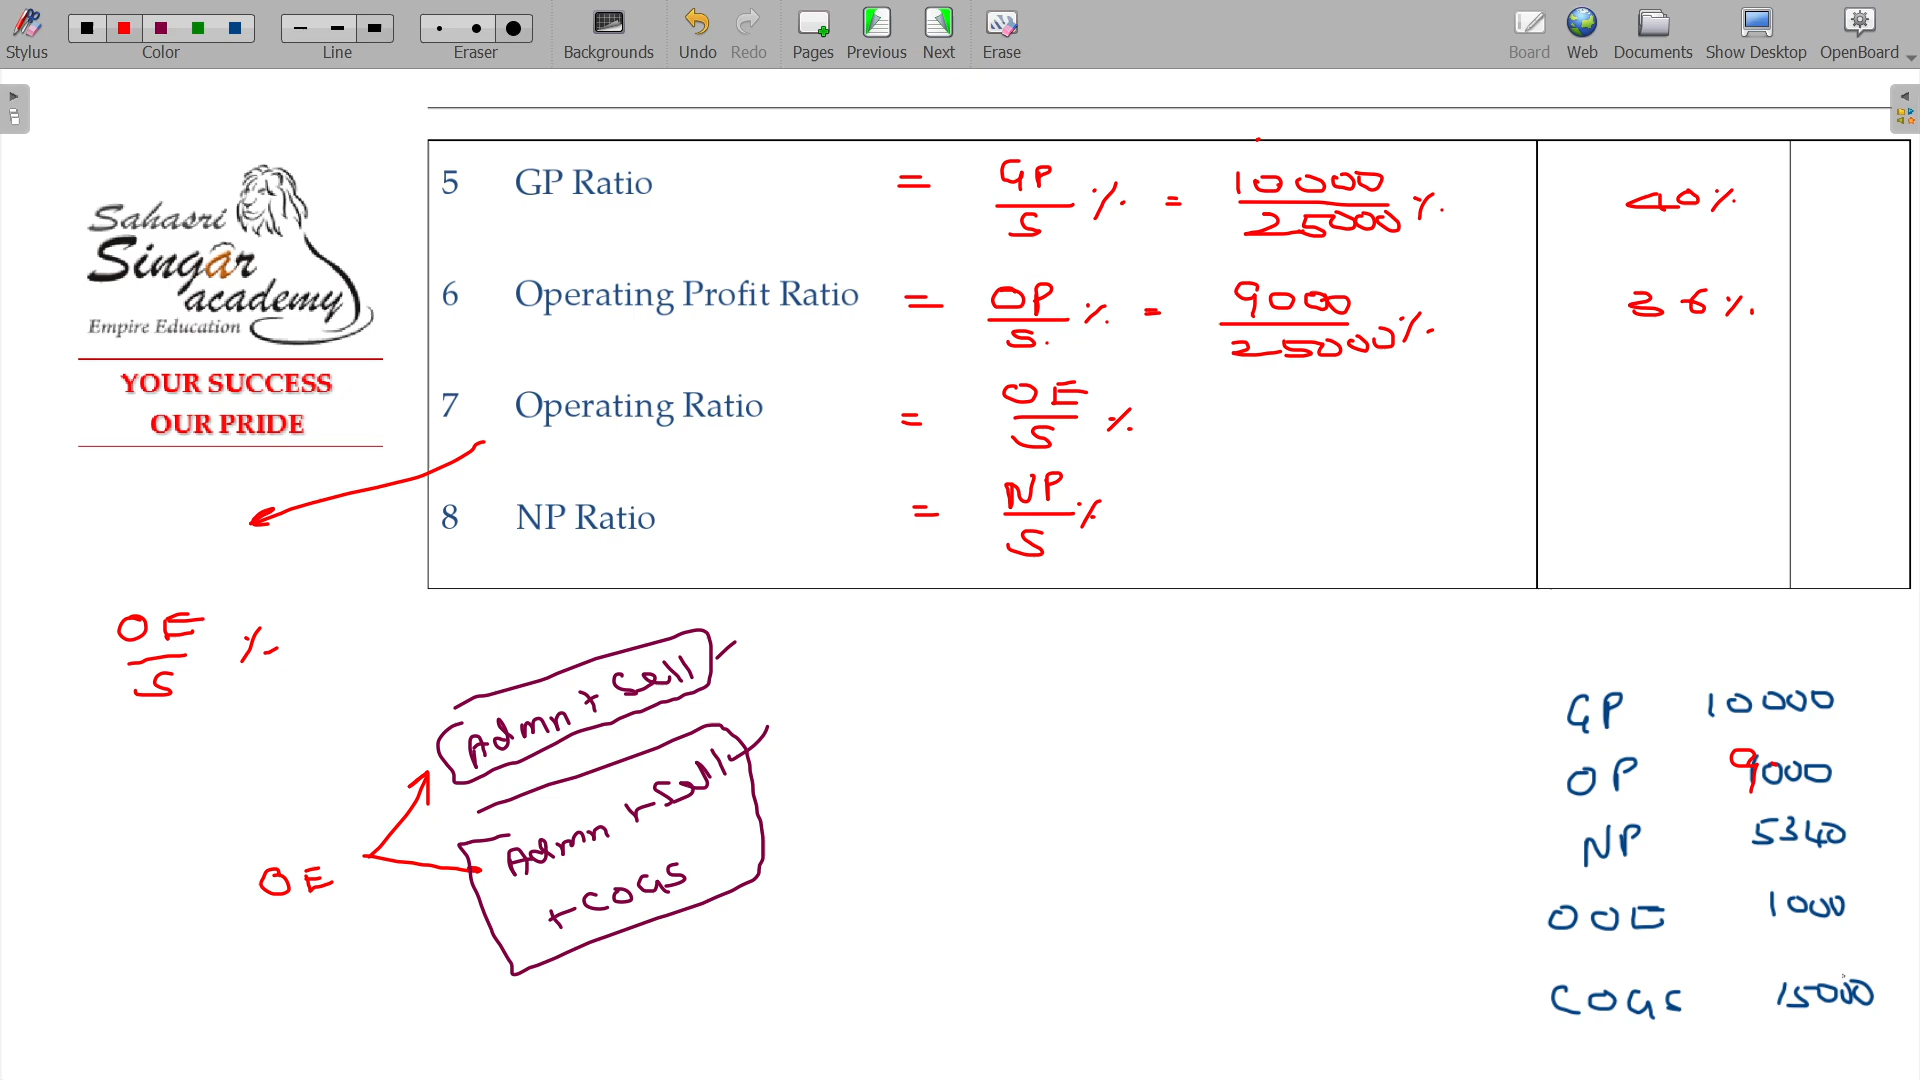 Stylus
Color
Line
Eraser
Backgrounds
Undo
Redo
Pages
Previous
Next
Erase
Board
Web
Documents
Show Desktop
OpenBoard
Sahasri
Singar
academy
Empire Education
YOUR SUCCESS
OUR PRIDE
5 GP Ratio = GP/S % = 10000/25000 % 40%
6 Operating Profit Ratio = OP/S. % = 9000/25000 % 36%
7 Operating Ratio = OE/S %
8 NP Ratio = NP/S %
OE/S %
Admn + Sell
OE
Admn + Sell
+ COGS
GP 10000
OP 9000
NP 5340
OOE 1000
COGS 15000